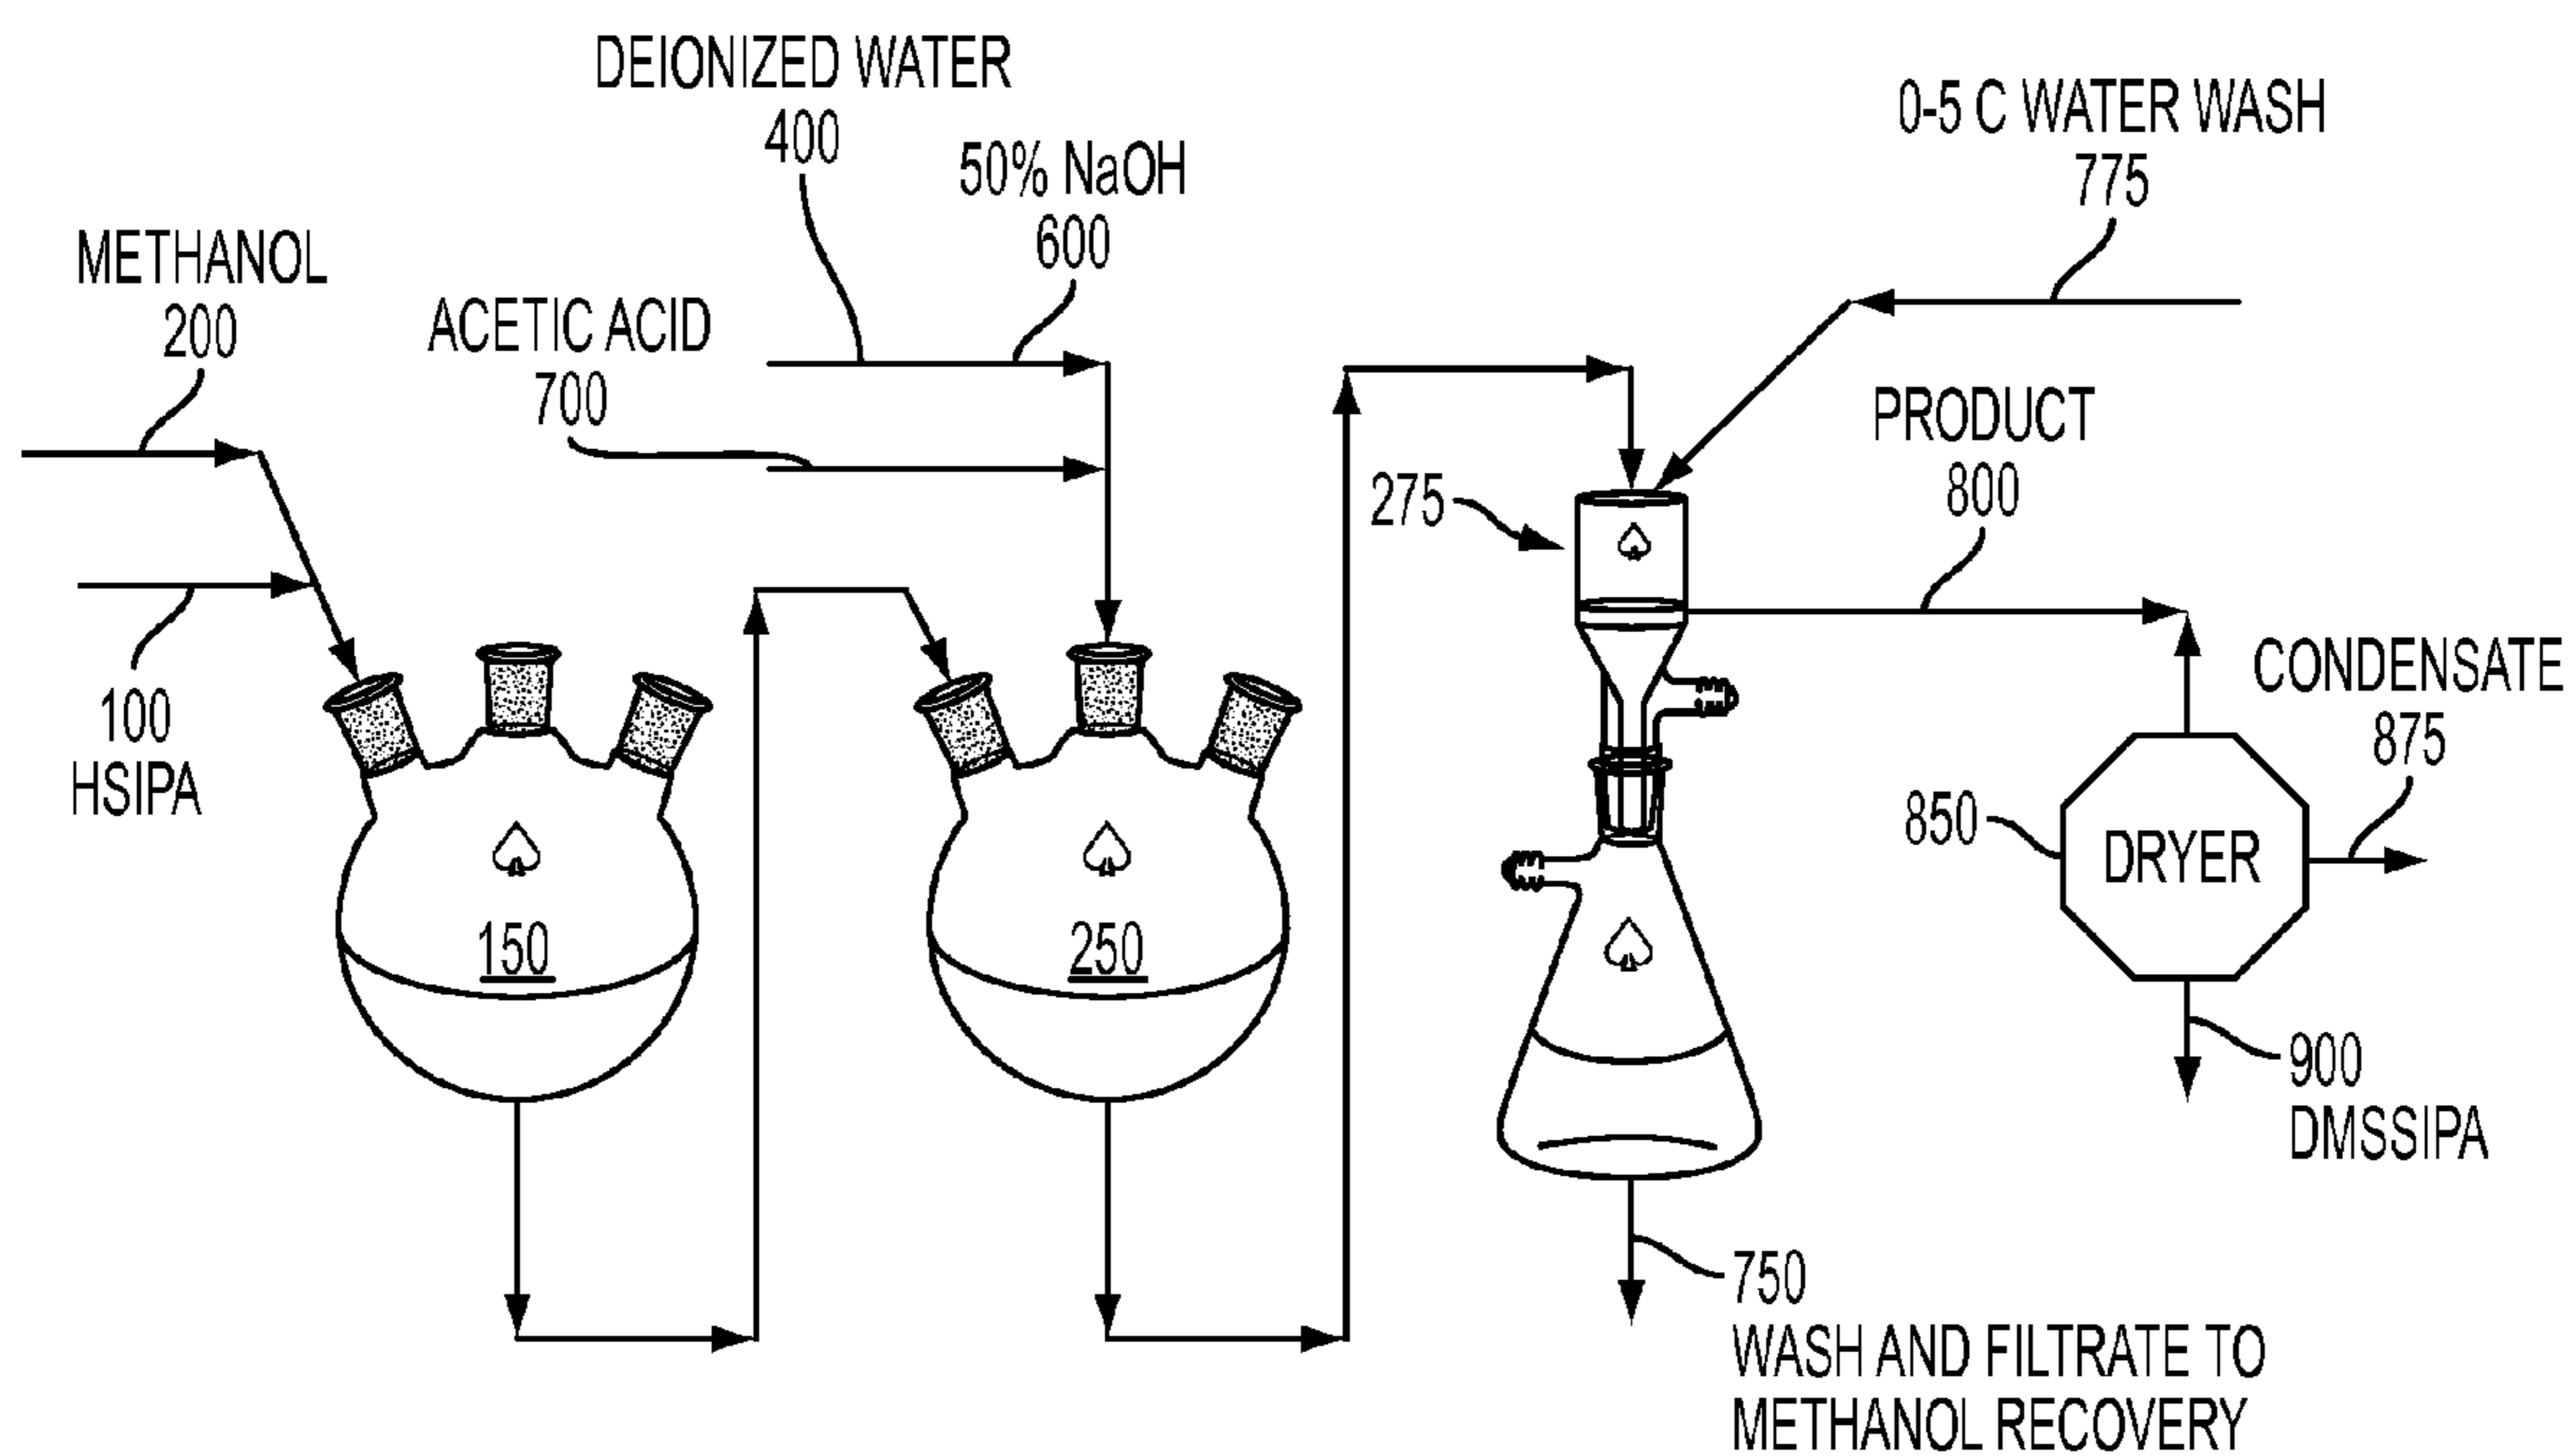 DEIONIZED WATER
400
50% NaOH
600
0-5 C WATER WASH
775
METHANOL
200
ACETIC ACID
700
PRODUCT
800
275
100
HSIPA
CONDENSATE
875
850
DRYER
150
250
900
DMSSIPA
750
WASH AND FILTRATE TO
METHANOL RECOVERY